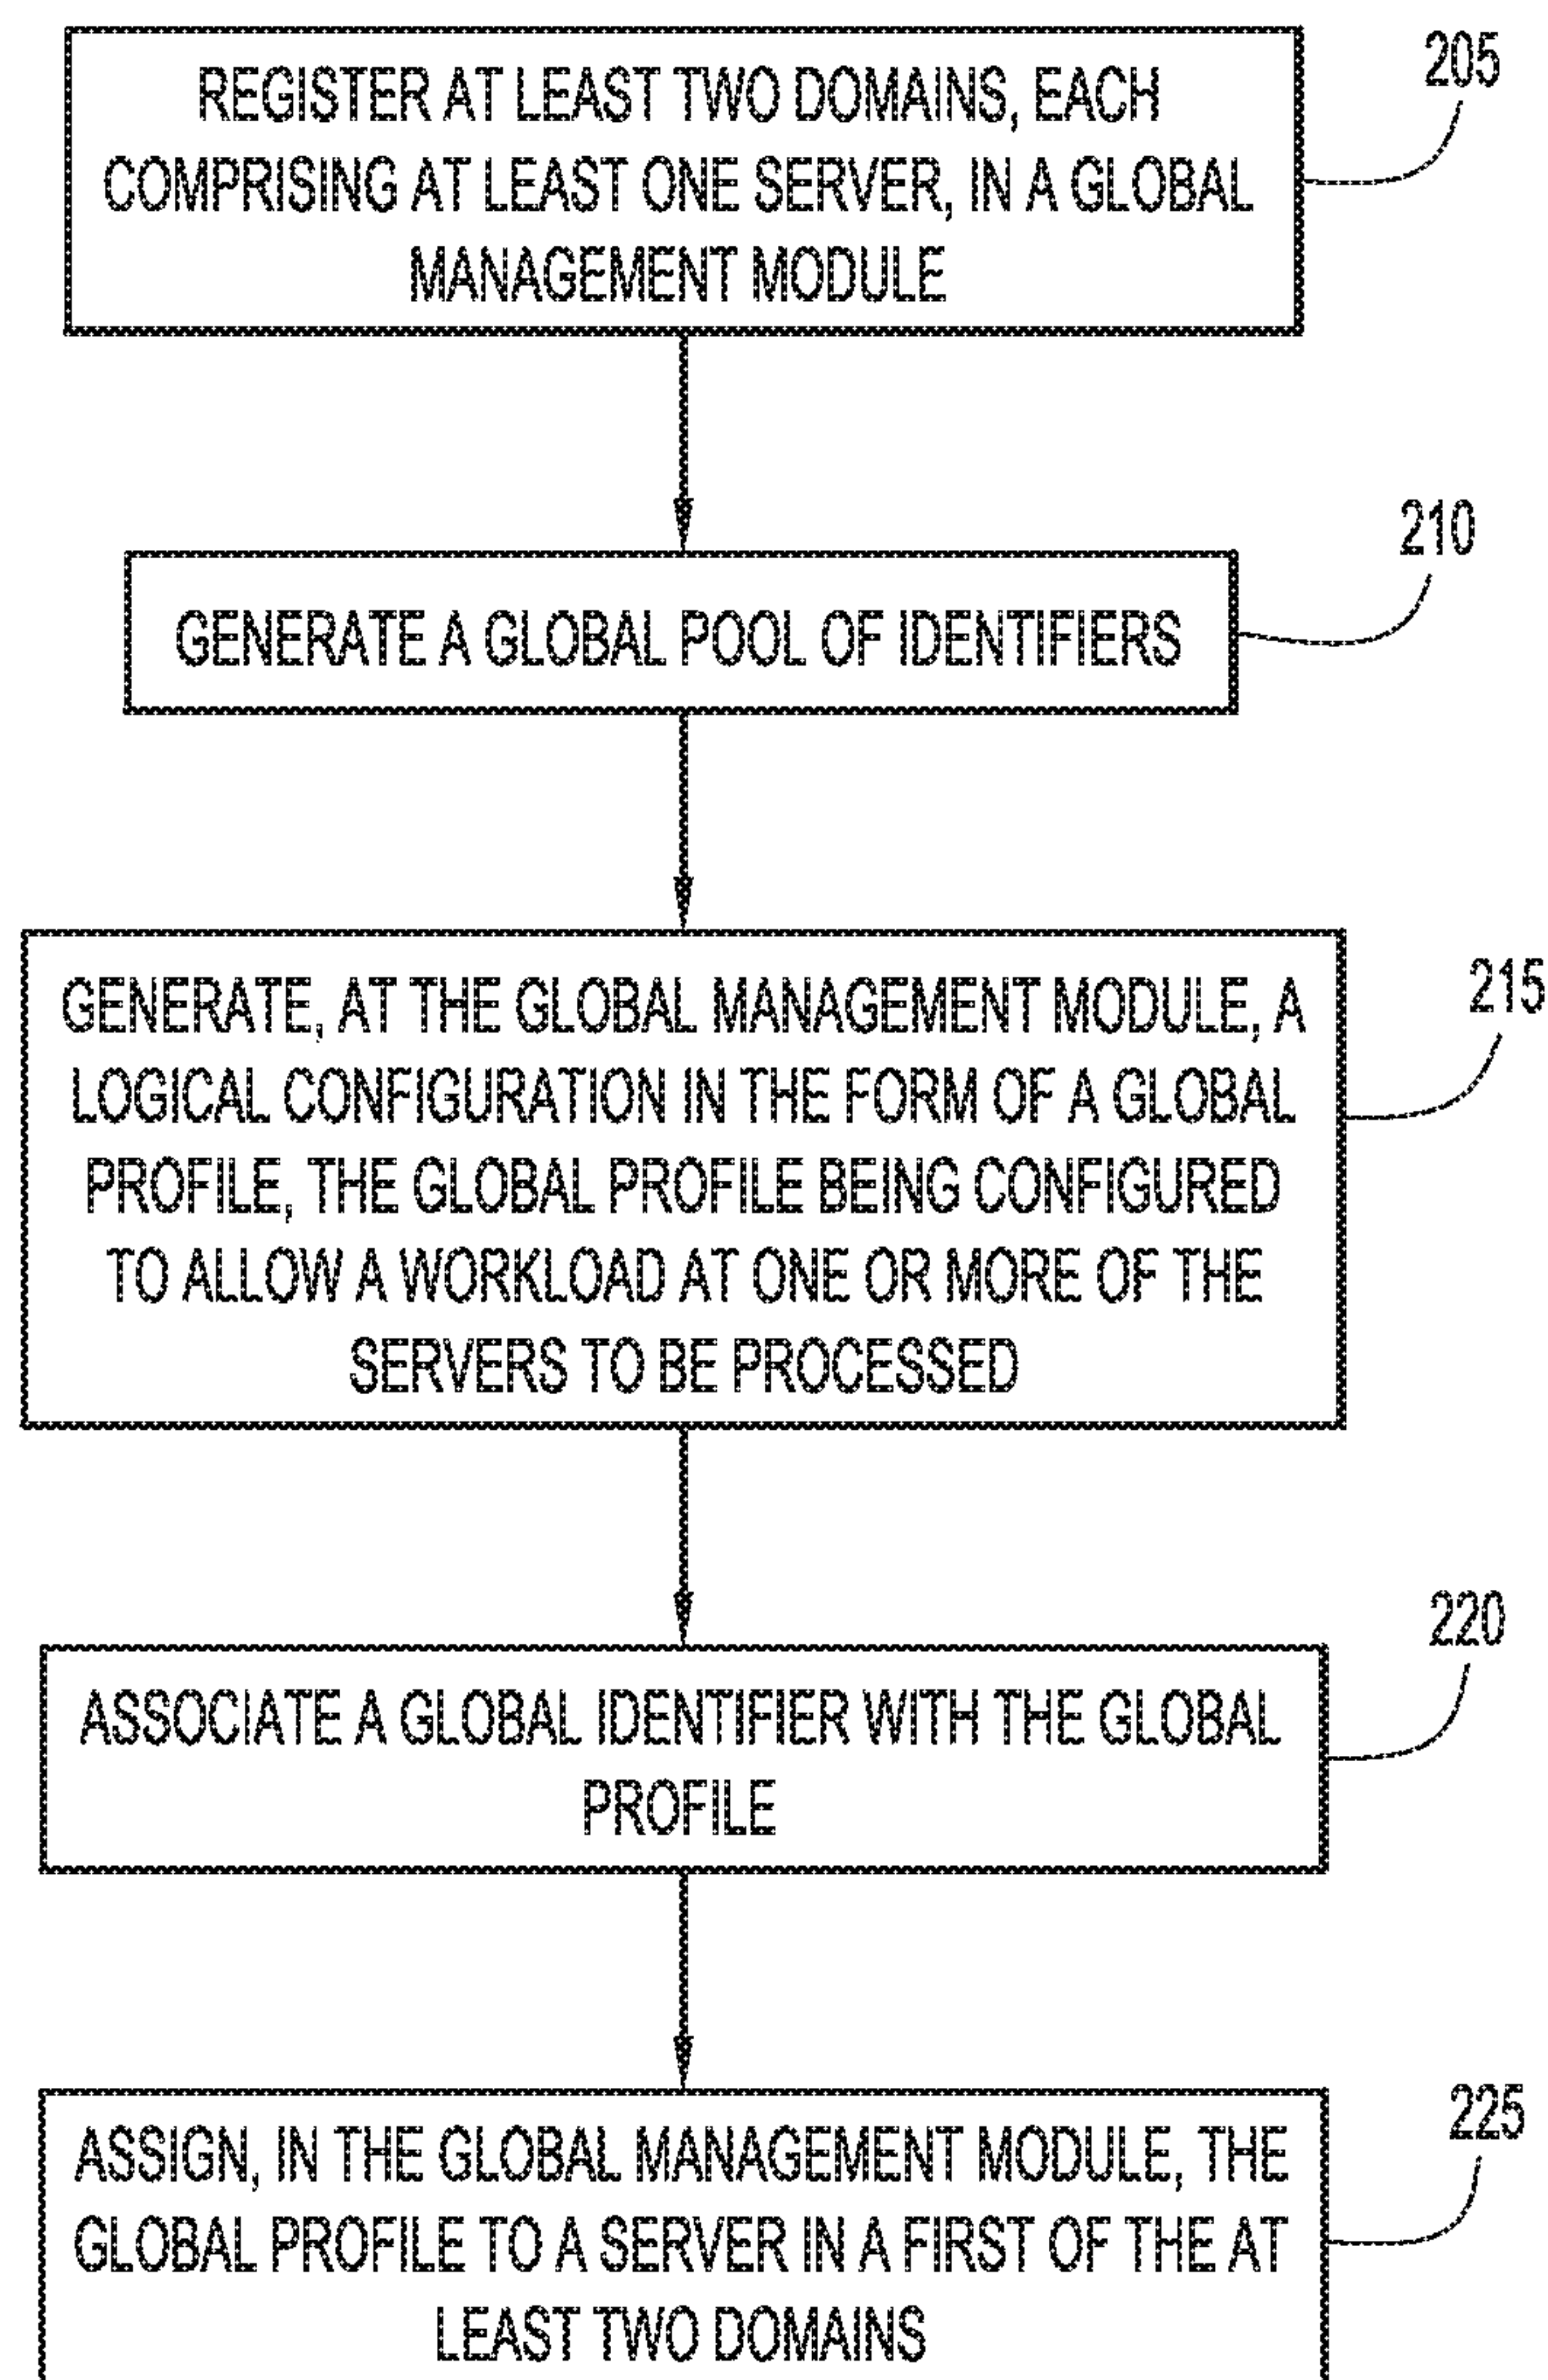 REGISTER AT LEAST TWO DOMAINS, EACH
COMPRISING AT LEAST ONE SERVER, IN A GLOBAL
MANAGEMENT MODULE
205
GENERATE A GLOBAL POOL OF IDENTIFIERS
210
GENERATE, AT THE GLOBAL MANAGEMENT MODULE, A
LOGICAL CONFIGURATION IN THE FORM OF A GLOBAL
PROFILE, THE GLOBAL PROFILE BEING CONFIGURED
TO ALLOW A WORKLOAD AT ONE OR MORE OF THE
SERVERS TO BE PROCESSED
215
ASSOCIATE A GLOBAL IDENTIFIER WITH THE GLOBAL
PROFILE
220
ASSIGN, IN THE GLOBAL MANAGEMENT MODULE, THE
GLOBAL PROFILE TO A SERVER IN A FIRST OF THE AT
LEAST TWO DOMAINS
225